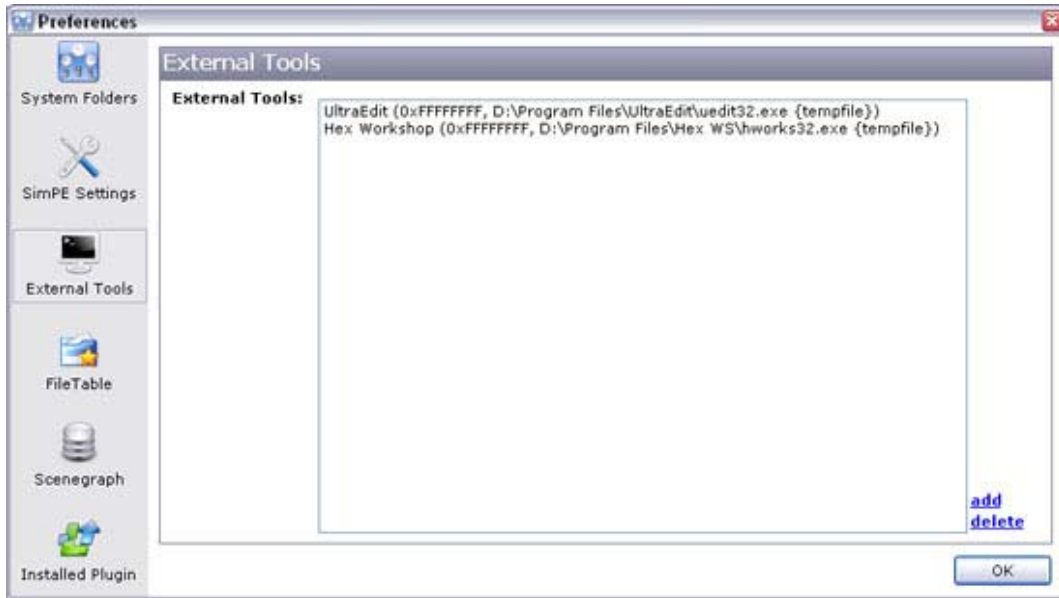 Preferences
System Folders
SimPE Settings
External Tools
FileTable
Scenegraph
Installed Plugin
External Tools
External Tools:
UltraEdit (0xFFFFFFFF, D:\Program Files\UltraEdit\uedit32.exe {tempfile})
Hex Workshop (0xFFFFFFFF, D:\Program Files\Hex WS\hworks32.exe {tempfile})
add
delete
OK